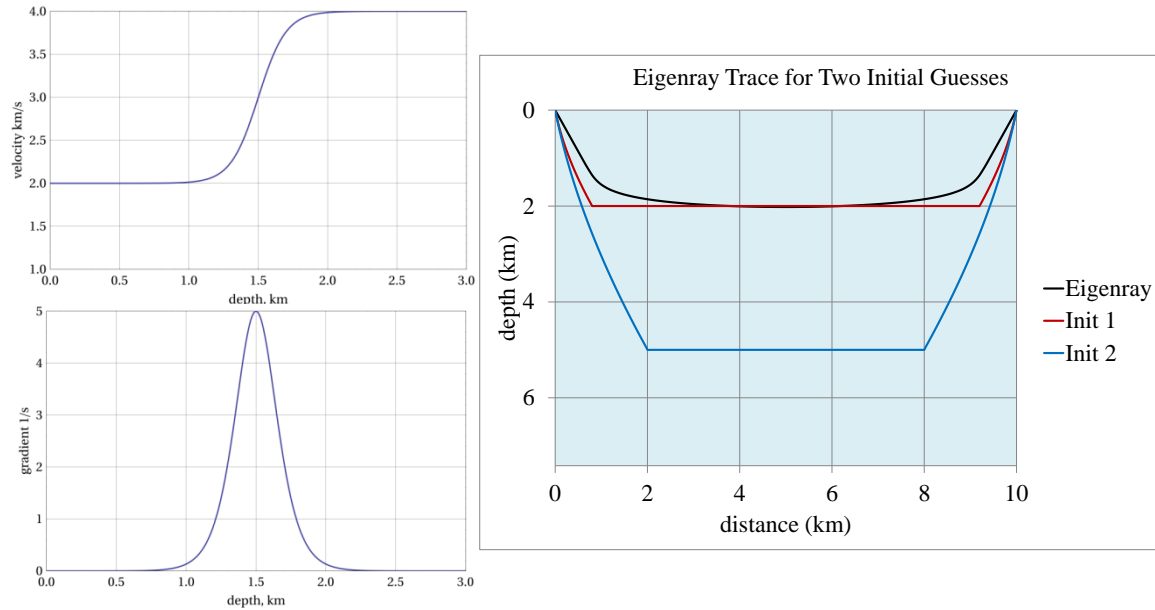 4.0
3.5
3.0
2.5
2.0
1.5
1.0
velocity km/s
0.0 0.5 1.0 1.5 2.0 2.5 3.0
depth, km
5
4
3
2
1
0
gradient 1/s
0.0 0.5 1.0 1.5 2.0 2.5 3.0
depth, km
Eigenray Trace for Two Initial Guesses
0
2
4
6
depth (km)
0 2 4 6 8 10
distance (km)
Eigenray
Init 1
Init 2